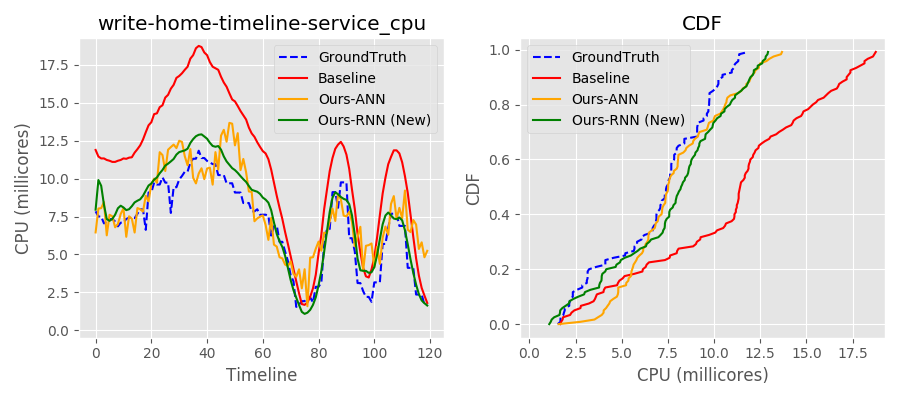 write-home-timeline-service_cpu
CPU (millicores)
17.5
15.0
12.5
10.0
7.5
5.0
2.5
0.0
0 20 40 60 80 100 120
Timeline
GroundTruth
Baseline
Ours-ANN
Ours-RNN (New)
CDF
CDF
1.0
0.8
0.6
0.4
0.2
0.0
0.0 2.5 5.0 7.5 10.0 12.5 15.0 17.5
CPU (millicores)
GroundTruth
Baseline
Ours-ANN
Ours-RNN (New)